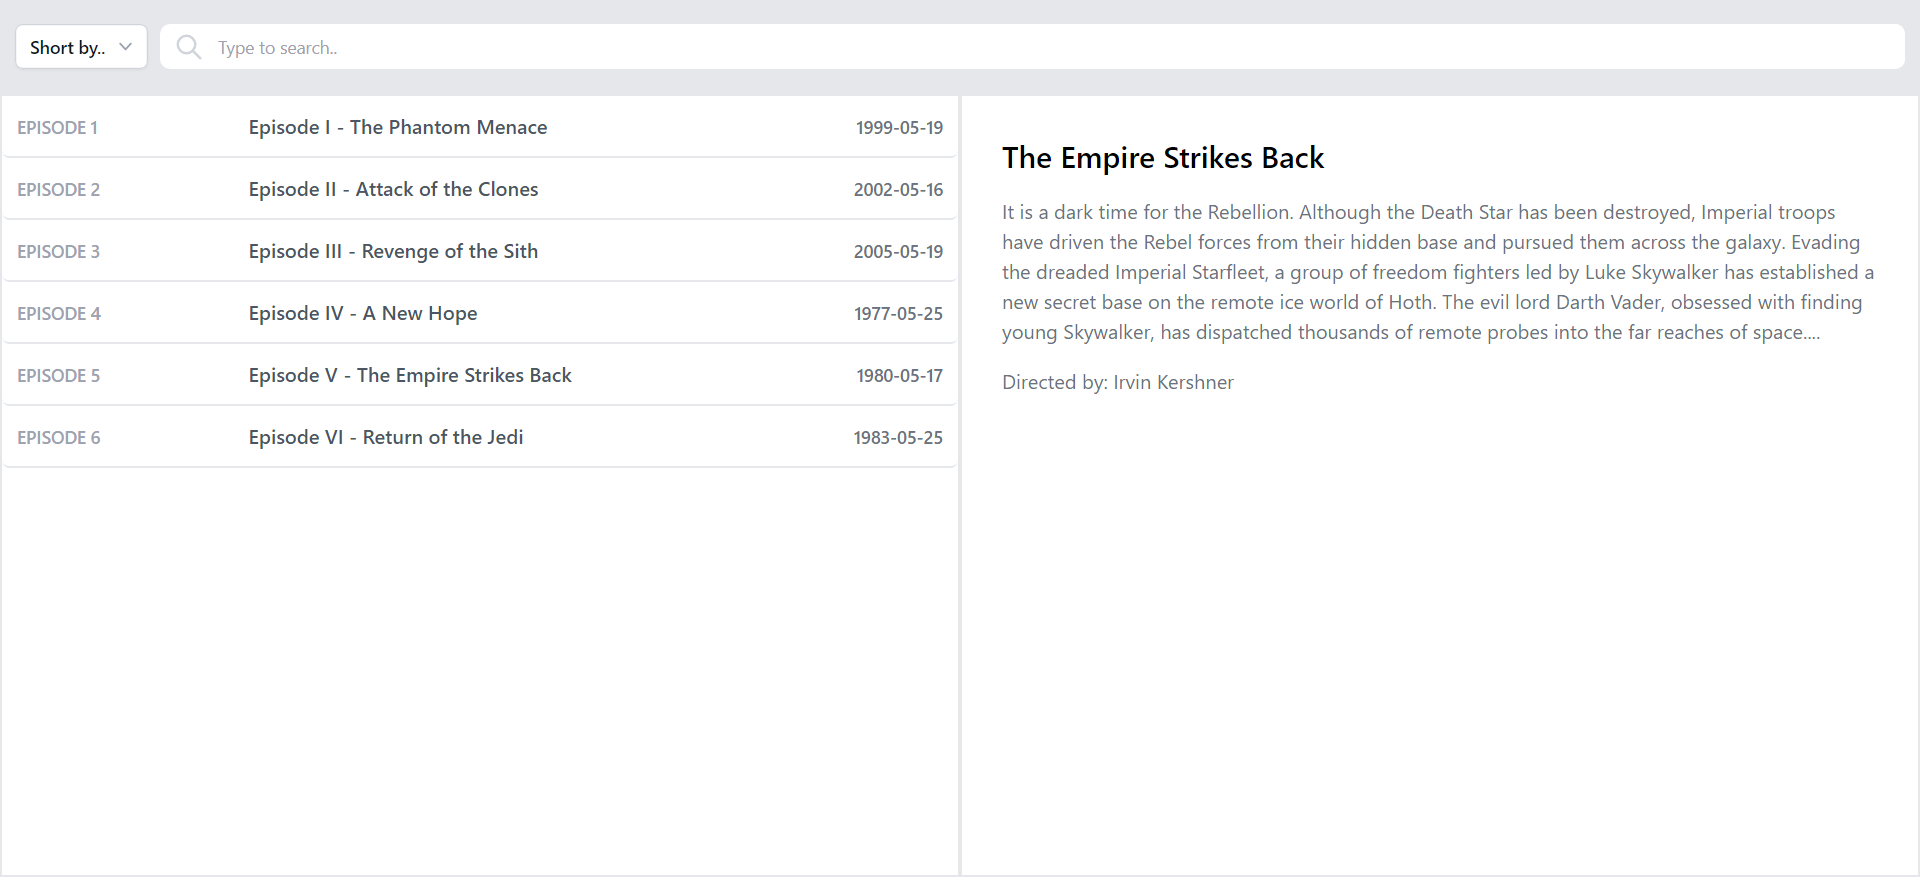 Short by..
Type to search..
EPISODE 1 Episode I - The Phantom Menace 1999-05-19
EPISODE 2 Episode II - Attack of the Clones 2002-05-16
EPISODE 3 Episode III - Revenge of the Sith 2005-05-19
EPISODE 4 Episode IV - A New Hope 1977-05-25
EPISODE 5 Episode V - The Empire Strikes Back 1980-05-17
EPISODE 6 Episode VI - Return of the Jedi 1983-05-25
The Empire Strikes Back
It is a dark time for the Rebellion. Although the Death Star has been destroyed, Imperial troops
have driven the Rebel forces from their hidden base and pursued them across the galaxy. Evading
the dreaded Imperial Starfleet, a group of freedom fighters led by Luke Skywalker has established a
new secret base on the remote ice world of Hoth. The evil lord Darth Vader, obsessed with finding
young Skywalker, has dispatched thousands of remote probes into the far reaches of space....
Directed by: Irvin Kershner